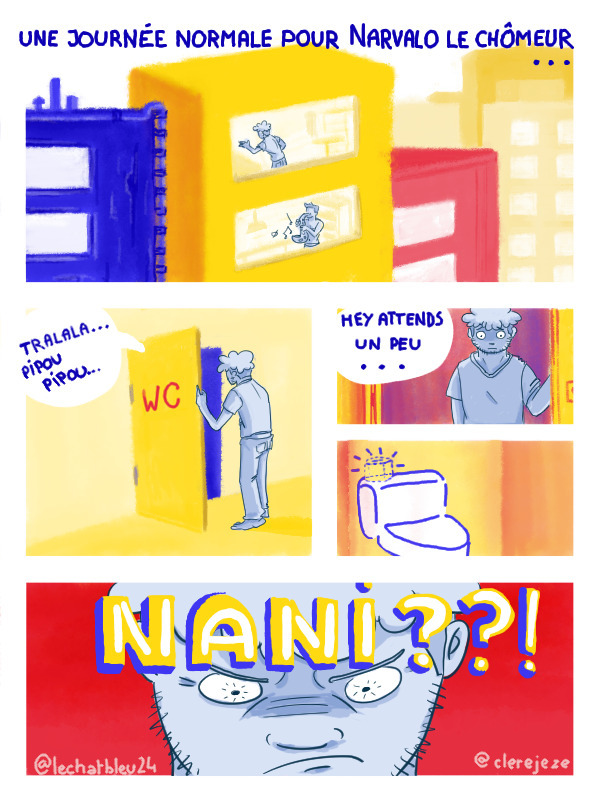 UNE JOURNÉE NORMALE POUR NARVALO LE CHÔMEUR
...
TRALALA...
PIPOU
PIPOU...
WC
HEY ATTENDS
UN PEU
...
NANI??!
@lechatbleu24
@clerejeze